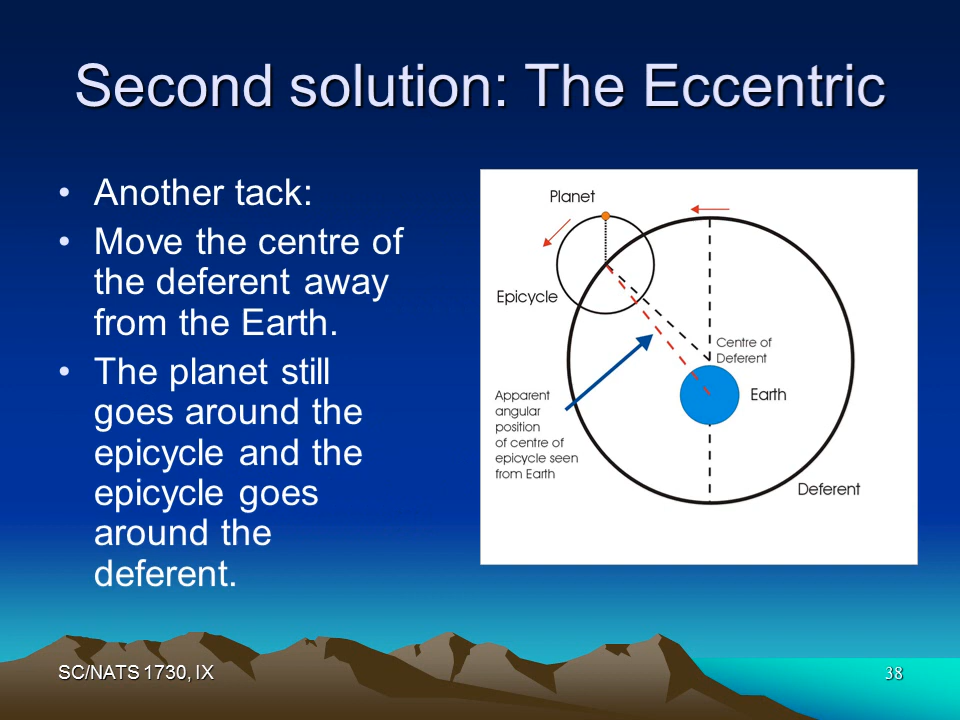 Second solution: The Eccentric
• Another tack:
• Move the centre of
the deferent away
from the Earth.
• The planet still
goes around the
epicycle and the
epicycle goes
around the
deferent.
Planet
Epicycle
Centre of
Deferent
Earth
Apparent
angular
position
of centre of
epicycle seen
from Earth
Deferent
SC/NATS 1730, IX
38